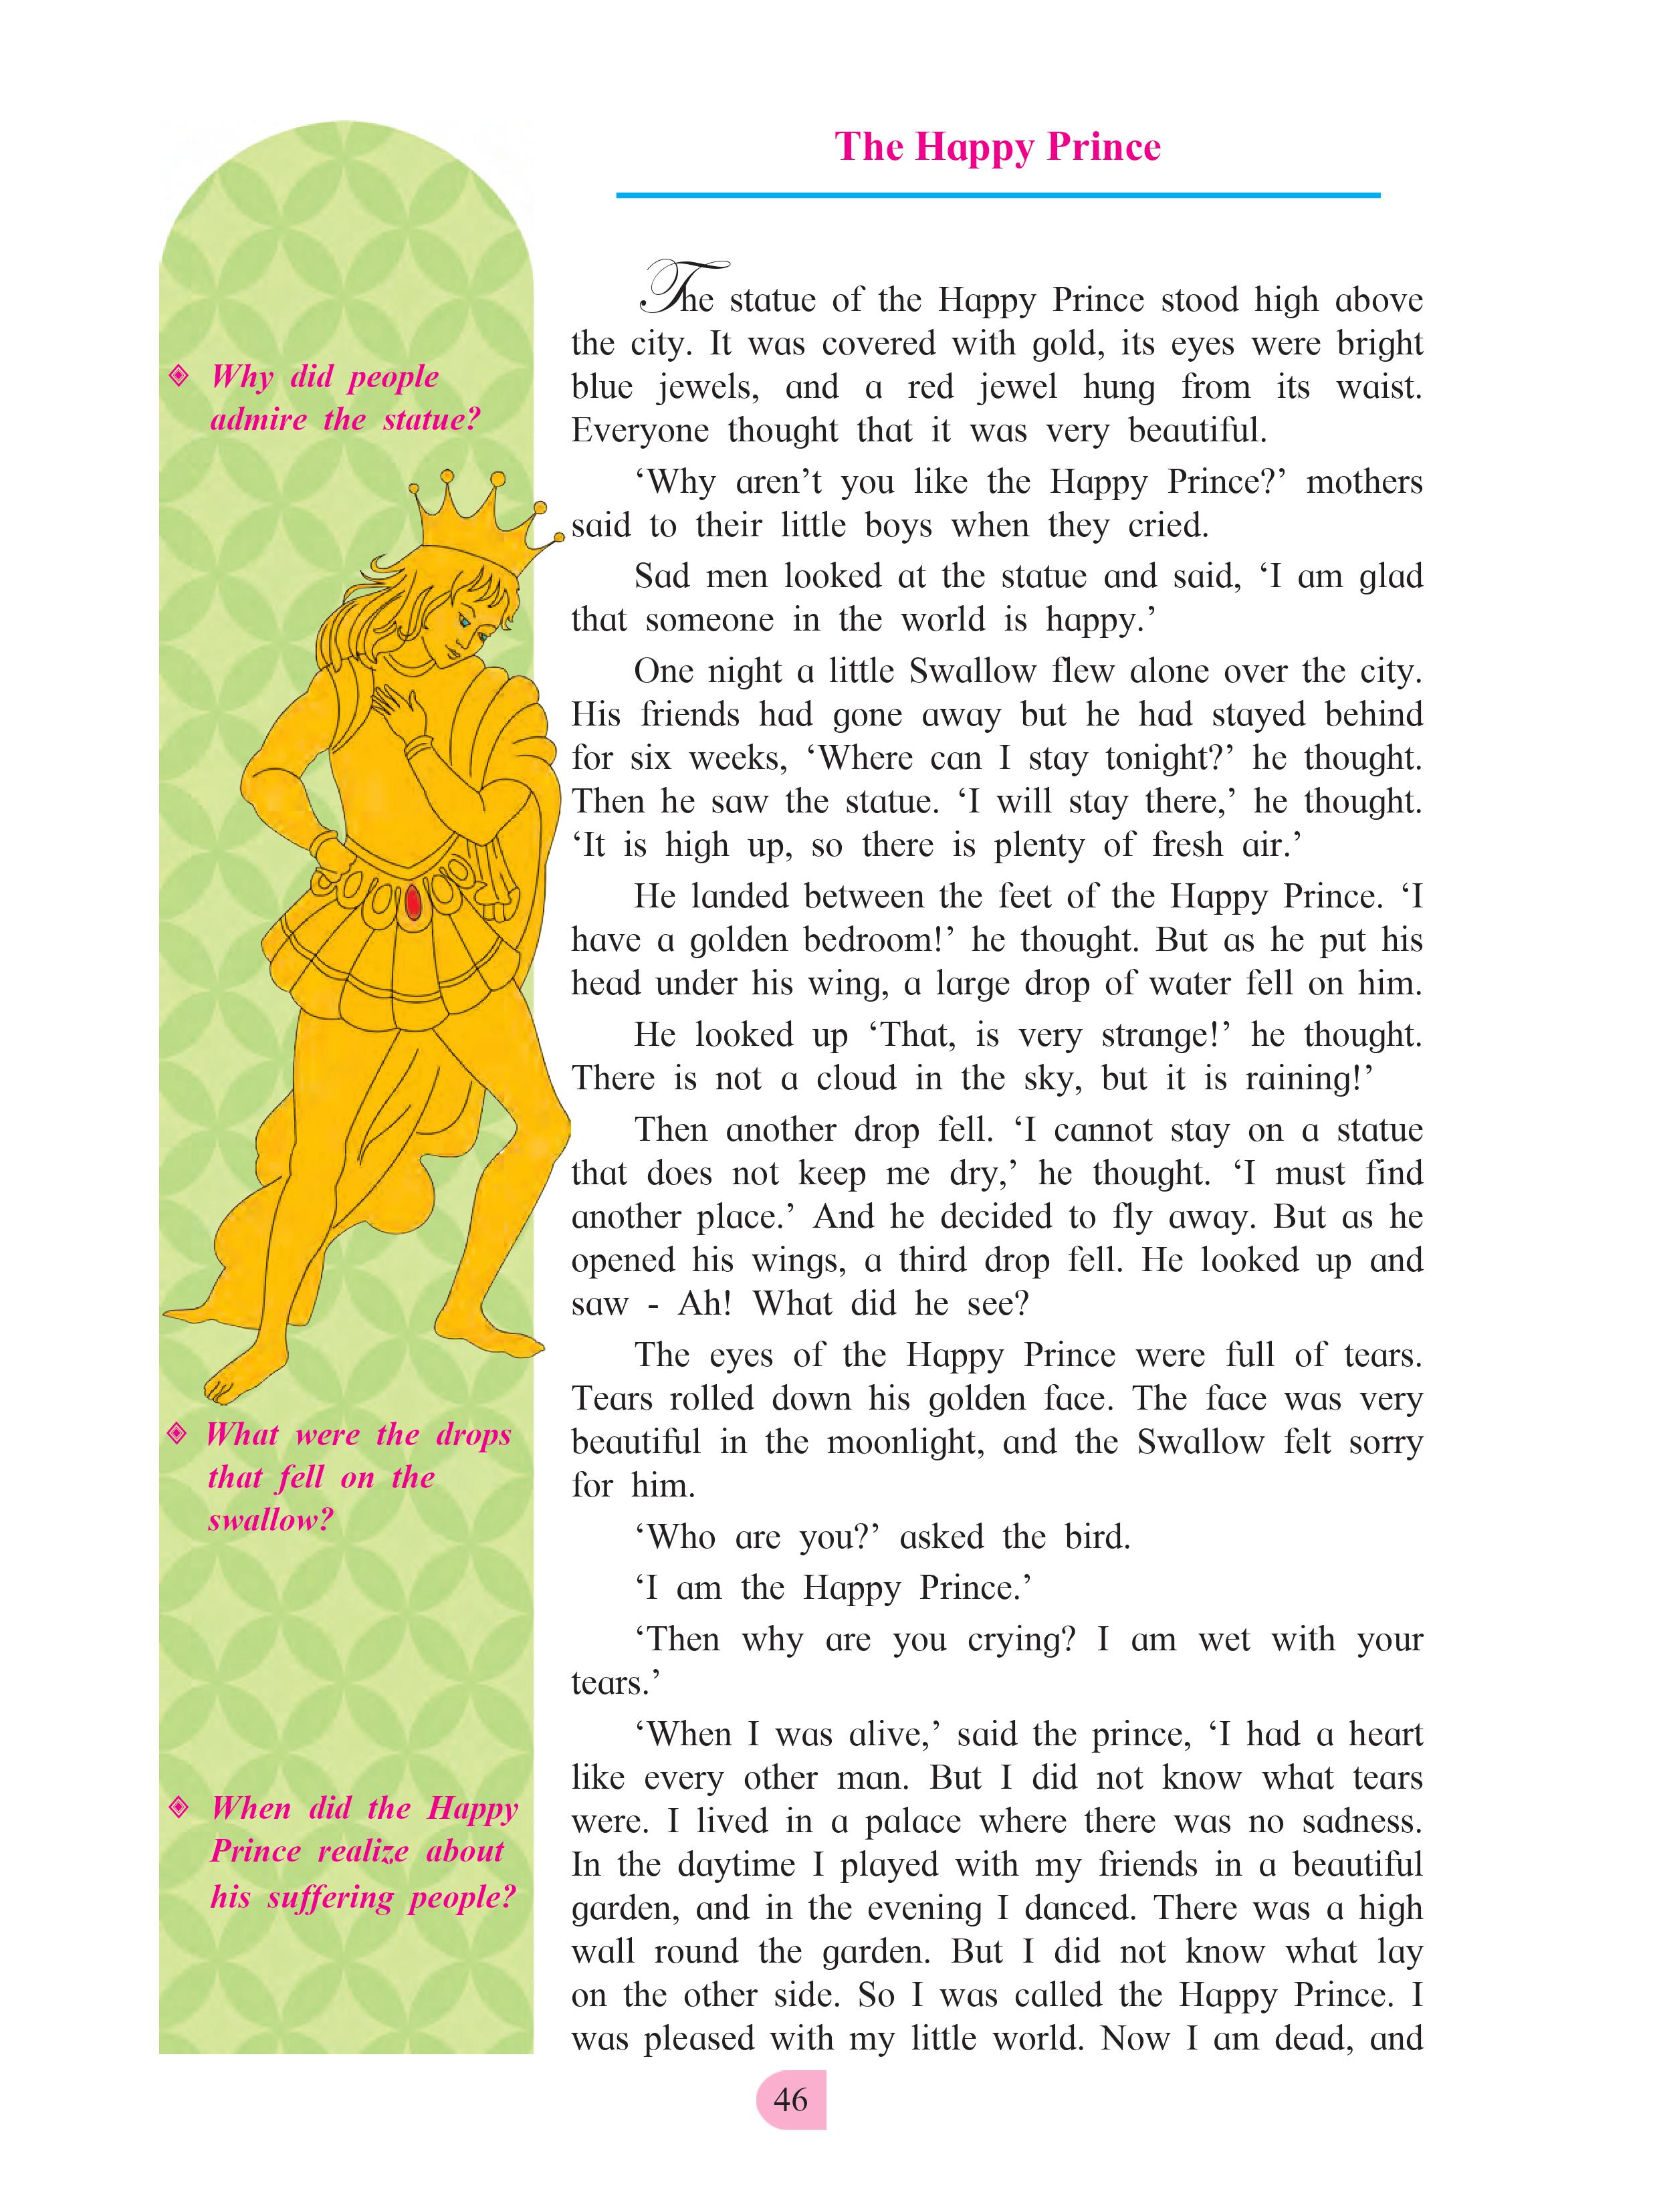 The Happy Prince
◈ Why did people
admire the statue?
The statue of the Happy Prince stood high above
the city. It was covered with gold, its eyes were bright
blue jewels, and a red jewel hung from its waist.
Everyone thought that it was very beautiful.
‘Why aren’t you like the Happy Prince?’ mothers
said to their little boys when they cried.
Sad men looked at the statue and said, ‘I am glad
that someone in the world is happy.’
One night a little Swallow flew alone over the city.
His friends had gone away but he had stayed behind
for six weeks, ‘Where can I stay tonight?’ he thought.
Then he saw the statue. ‘I will stay there,’ he thought.
‘It is high up, so there is plenty of fresh air.’
He landed between the feet of the Happy Prince. ‘I
have a golden bedroom!’ he thought. But as he put his
head under his wing, a large drop of water fell on him.
He looked up ‘That, is very strange!’ he thought.
There is not a cloud in the sky, but it is raining!’
Then another drop fell. ‘I cannot stay on a statue
that does not keep me dry,’ he thought. ‘I must find
another place.’ And he decided to fly away. But as he
opened his wings, a third drop fell. He looked up and
saw - Ah! What did he see?
◈ What were the drops
that fell on the
swallow?
The eyes of the Happy Prince were full of tears.
Tears rolled down his golden face. The face was very
beautiful in the moonlight, and the Swallow felt sorry
for him.
‘Who are you?’ asked the bird.
‘I am the Happy Prince.’
‘Then why are you crying? I am wet with your
tears.’
◈ When did the Happy
Prince realize about
his suffering people?
‘When I was alive,’ said the prince, ‘I had a heart
like every other man. But I did not know what tears
were. I lived in a palace where there was no sadness.
In the daytime I played with my friends in a beautiful
garden, and in the evening I danced. There was a high
wall round the garden. But I did not know what lay
on the other side. So I was called the Happy Prince. I
was pleased with my little world. Now I am dead, and
46